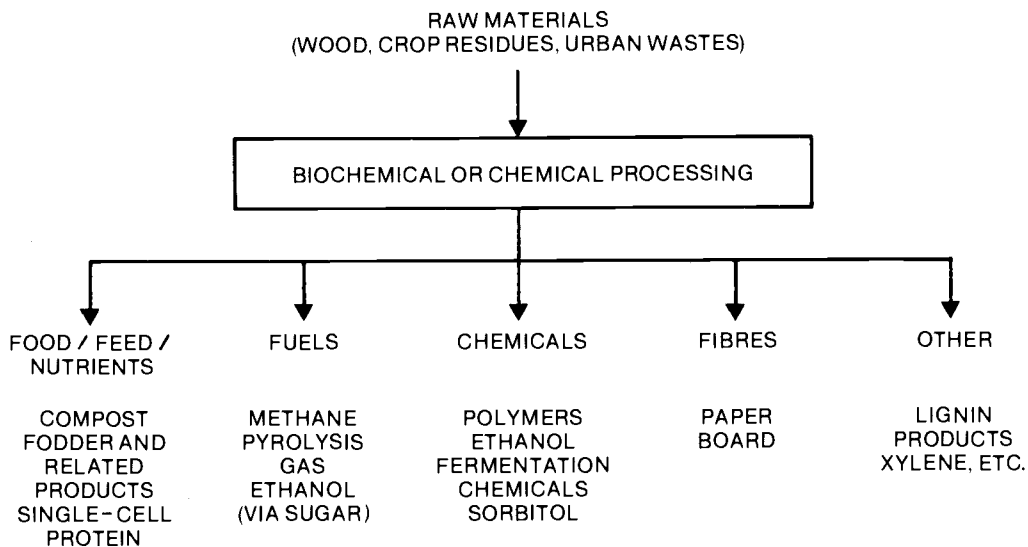 RAW MATERIALS
(WOOD, CROP RESIDUES, URBAN WASTES)
BIOCHEMICAL OR CHEMICAL PROCESSING
FOOD / FEED /
NUTRIENTS
COMPOST
FODDER AND
RELATED
PRODUCTS
SINGLE-CELL
PROTEIN
FUELS
METHANE
PYROLYSIS
GAS
ETHANOL
(VIA SUGAR)
CHEMICALS
POLYMERS
ETHANOL
FERMENTATION
CHEMICALS
SORBITOL
FIBRES
PAPER
BOARD
OTHER
LIGNIN
PRODUCTS
XYLENE, ETC.